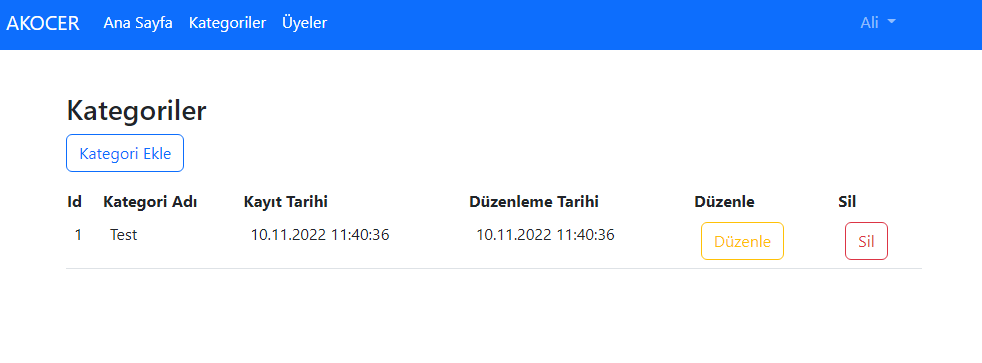 AKOCER Ana Sayfa Kategoriler Üyeler Ali
Kategoriler
Kategori Ekle
Id Kategori Adı Kayıt Tarihi Düzenleme Tarihi Düzenle Sil
1 Test 10.11.2022 11:40:36 10.11.2022 11:40:36 Düzenle Sil